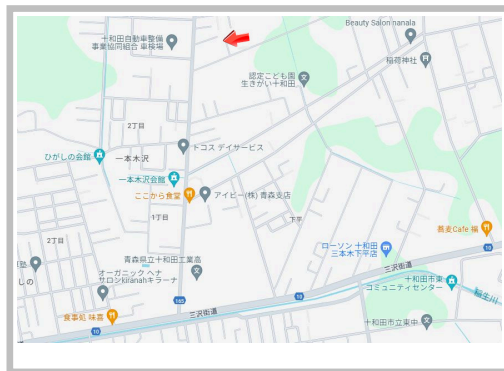 Beauty Salon nanala
十和田自動車整備
事業協同組合 車検場
稲荷神社
認定こども園
生きがい十和田
2丁目
トコス デイサービス
ひがしの会館
一本木沢
一本木沢会館
ここから食堂
アイビー(株) 青森支店
1丁目
下平
蕎麦Cafe 福
2丁目
ローソン 十和田
三本木下平店
10
青森県立十和田工業高
三沢街道
塾
しの
オーガニック ヘナ
サロンkiranahキラーナ
十和田市東
コミュニティセンター
稲生川
165
10
三沢街道
食事処 味喜
10
十和田市立東中